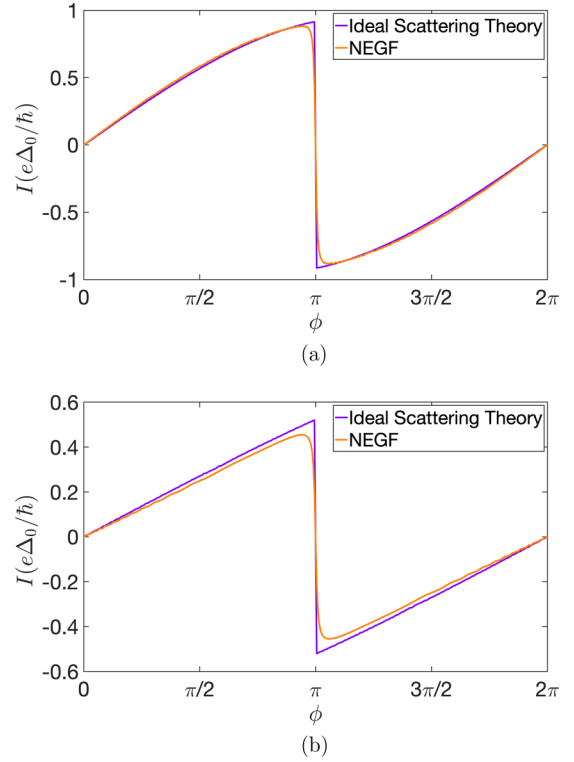 1
0.5
0
-0.5
-1
I(eΔ₀/ħ)
Ideal Scattering Theory
NEGF
0 π/2 π 3π/2 2π
ϕ
(a)
0.6
0.4
0.2
0
-0.2
-0.4
-0.6
I(eΔ₀/ħ)
Ideal Scattering Theory
NEGF
0 π/2 π 3π/2 2π
ϕ
(b)